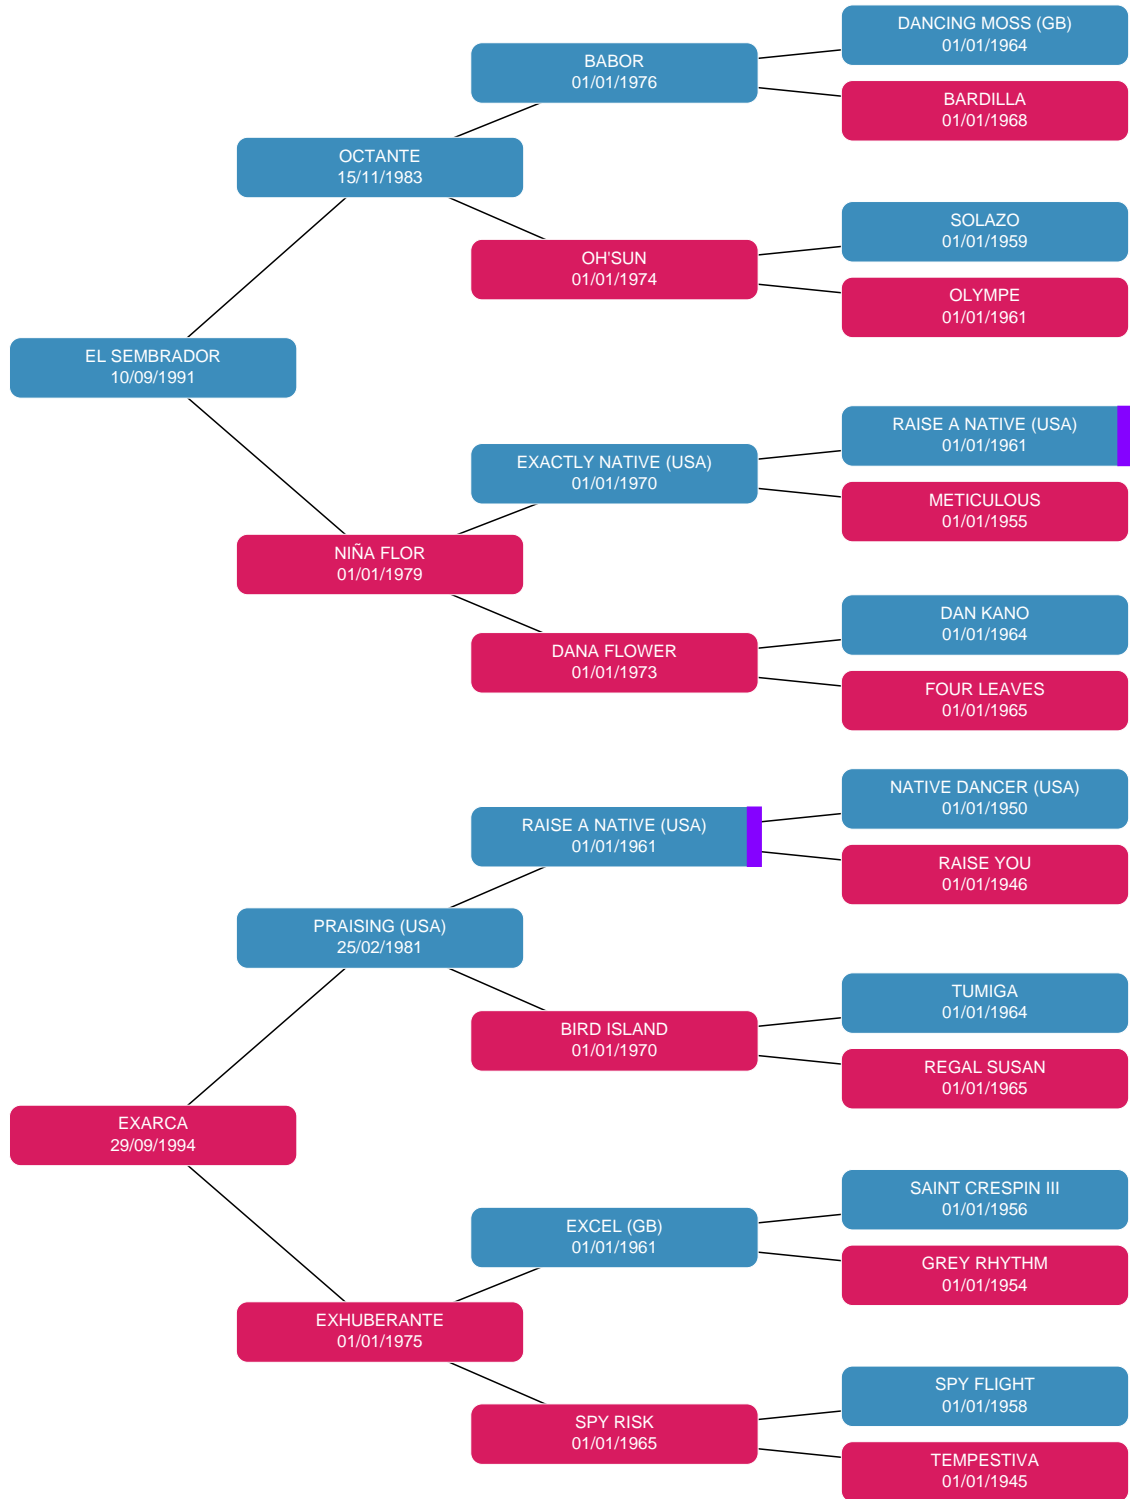 DANCING MOSS (GB)
01/01/1964
BABOR
01/01/1976
BARDILLA
01/01/1968
OCTANTE
15/11/1983
SOLAZO
01/01/1959
OH'SUN
01/01/1974
OLYMPE
01/01/1961
EL SEMBRADOR
10/09/1991
RAISE A NATIVE (USA)
01/01/1961
EXACTLY NATIVE (USA)
01/01/1970
METICULOUS
01/01/1955
NIÑA FLOR
01/01/1979
DAN KANO
01/01/1964
DANA FLOWER
01/01/1973
FOUR LEAVES
01/01/1965
NATIVE DANCER (USA)
01/01/1950
RAISE A NATIVE (USA)
01/01/1961
RAISE YOU
01/01/1946
PRAISING (USA)
25/02/1981
TUMIGA
01/01/1964
BIRD ISLAND
01/01/1970
REGAL SUSAN
01/01/1965
EXARCA
29/09/1994
SAINT CRESPIN III
01/01/1956
EXCEL (GB)
01/01/1961
GREY RHYTHM
01/01/1954
EXHUBERANTE
01/01/1975
SPY FLIGHT
01/01/1958
SPY RISK
01/01/1965
TEMPESTIVA
01/01/1945